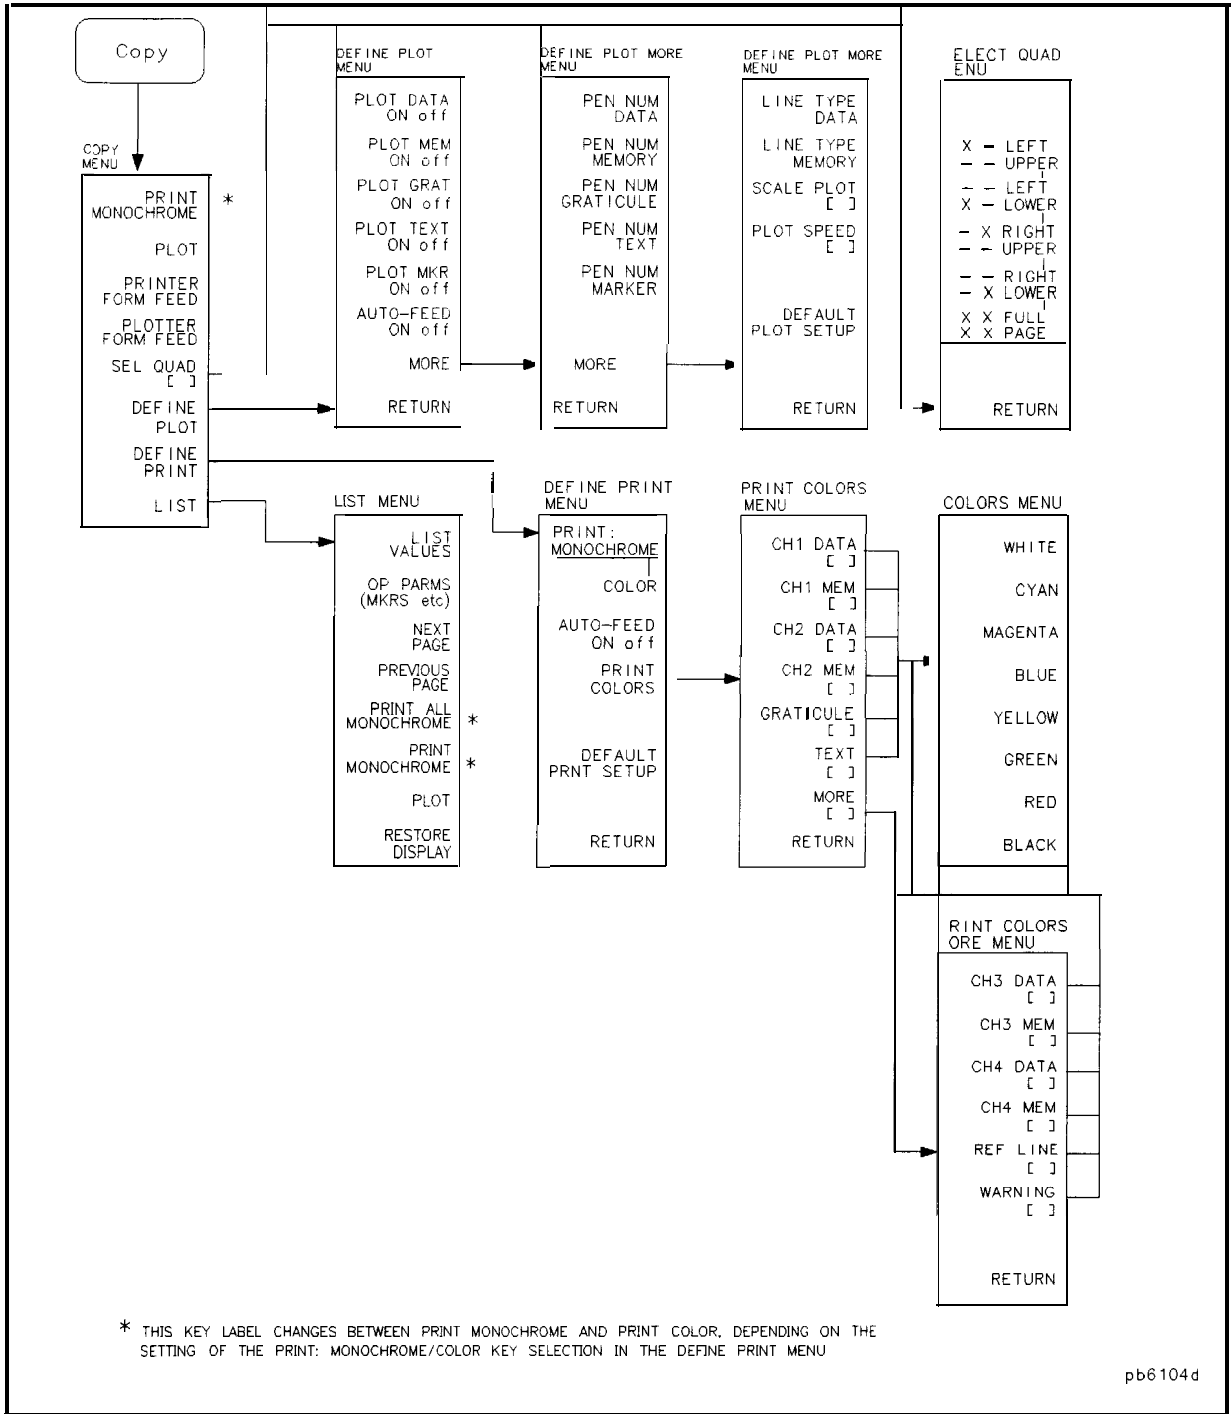 Copy
COPY
MENU
PRINT
MONOCHROME
*
PLOT
PRINTER
FORM FEED
PLOTTER
FORM FEED
SEL QUAD
[ ]
DEFINE
PLOT
DEFINE
PRINT
LIST
DEFINE PLOT
MENU
PLOT DATA
ON off
PLOT MEM
ON off
PLOT GRAT
ON off
PLOT TEXT
ON off
PLOT MKR
ON off
AUTO-FEED
ON off
MORE
RETURN
DEFINE PLOT MORE
MENU
PEN NUM
DATA
PEN NUM
MEMORY
PEN NUM
GRATICULE
PEN NUM
TEXT
PEN NUM
MARKER
MORE
RETURN
DEFINE PLOT MORE
MENU
LINE TYPE
DATA
LINE TYPE
MEMORY
SCALE PLOT
[ ]
PLOT SPEED
[ ]
DEFAULT
PLOT SETUP
RETURN
ELECT QUAD
ENU
X - LEFT
- - UPPER
- - LEFT
X - LOWER
- X RIGHT
- - UPPER
- - RIGHT
- X LOWER
X X FULL
X X PAGE
RETURN
LIST MENU
LIST
VALUES
OP PARMS
(MKRS etc)
NEXT
PAGE
PREVIOUS
PAGE
PRINT ALL
MONOCHROME *
PRINT
MONOCHROME *
PLOT
RESTORE
DISPLAY
DEFINE PRINT
MENU
PRINT:
MONOCHROME
COLOR
AUTO-FEED
ON off
PRINT
COLORS
DEFAULT
PRNT SETUP
RETURN
PRINT COLORS
MENU
CH1 DATA
[ ]
CH1 MEM
[ ]
CH2 DATA
[ ]
CH2 MEM
[ ]
GRATICULE
[ ]
TEXT
[ ]
MORE
[ ]
RETURN
COLORS MENU
WHITE
CYAN
MAGENTA
BLUE
YELLOW
GREEN
RED
BLACK
RINT COLORS
ORE MENU
CH3 DATA
[ ]
CH3 MEM
[ ]
CH4 DATA
[ ]
CH4 MEM
[ ]
REF LINE
[ ]
WARNING
[ ]
RETURN
* THIS KEY LABEL CHANGES BETWEEN PRINT MONOCHROME AND PRINT COLOR, DEPENDING ON THE
SETTING OF THE PRINT: MONOCHROME/COLOR KEY SELECTION IN THE DEFINE PRINT MENU
pb6104d